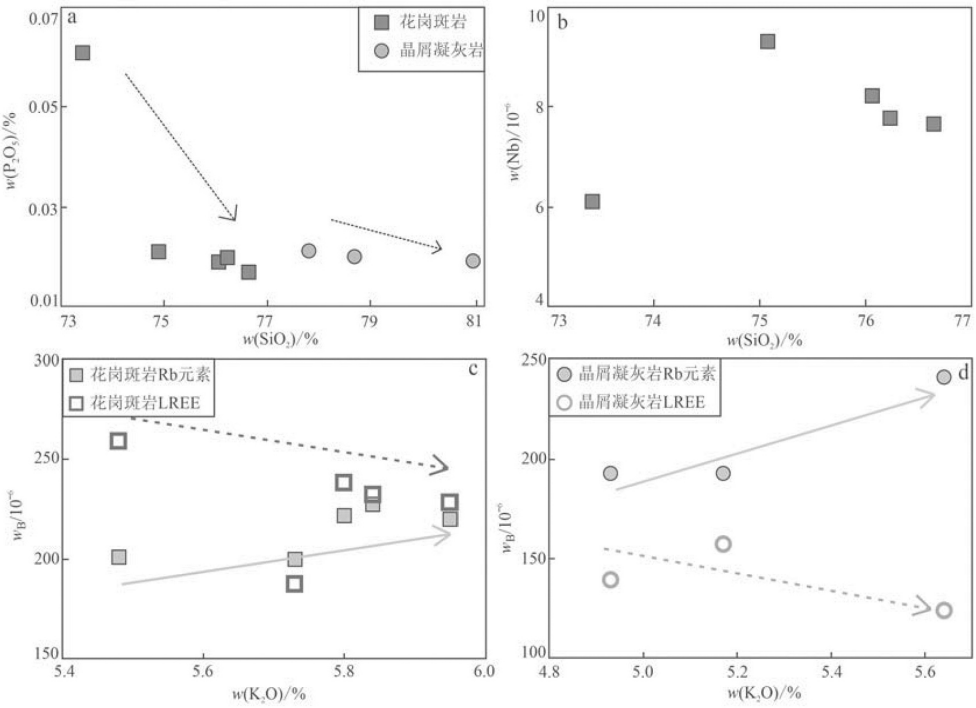 a
花岗斑岩
晶屑凝灰岩
0.07
0.05
0.03
0.01
w(P₂O₅)/%
73 75 77 79 81
w(SiO₂)/%
b
10
8
6
4
w(Nb)/10⁻⁶
73 74 75 76 77
w(SiO₂)/%
c
花岗斑岩Rb元素
花岗斑岩LREE
300
250
200
150
w_B/10⁻⁶
5.4 5.6 5.8 6.0
w(K₂O)/%
d
晶屑凝灰岩Rb元素
晶屑凝灰岩LREE
250
200
150
100
w_B/10⁻⁶
4.8 5.0 5.2 5.4 5.6
w(K₂O)/%